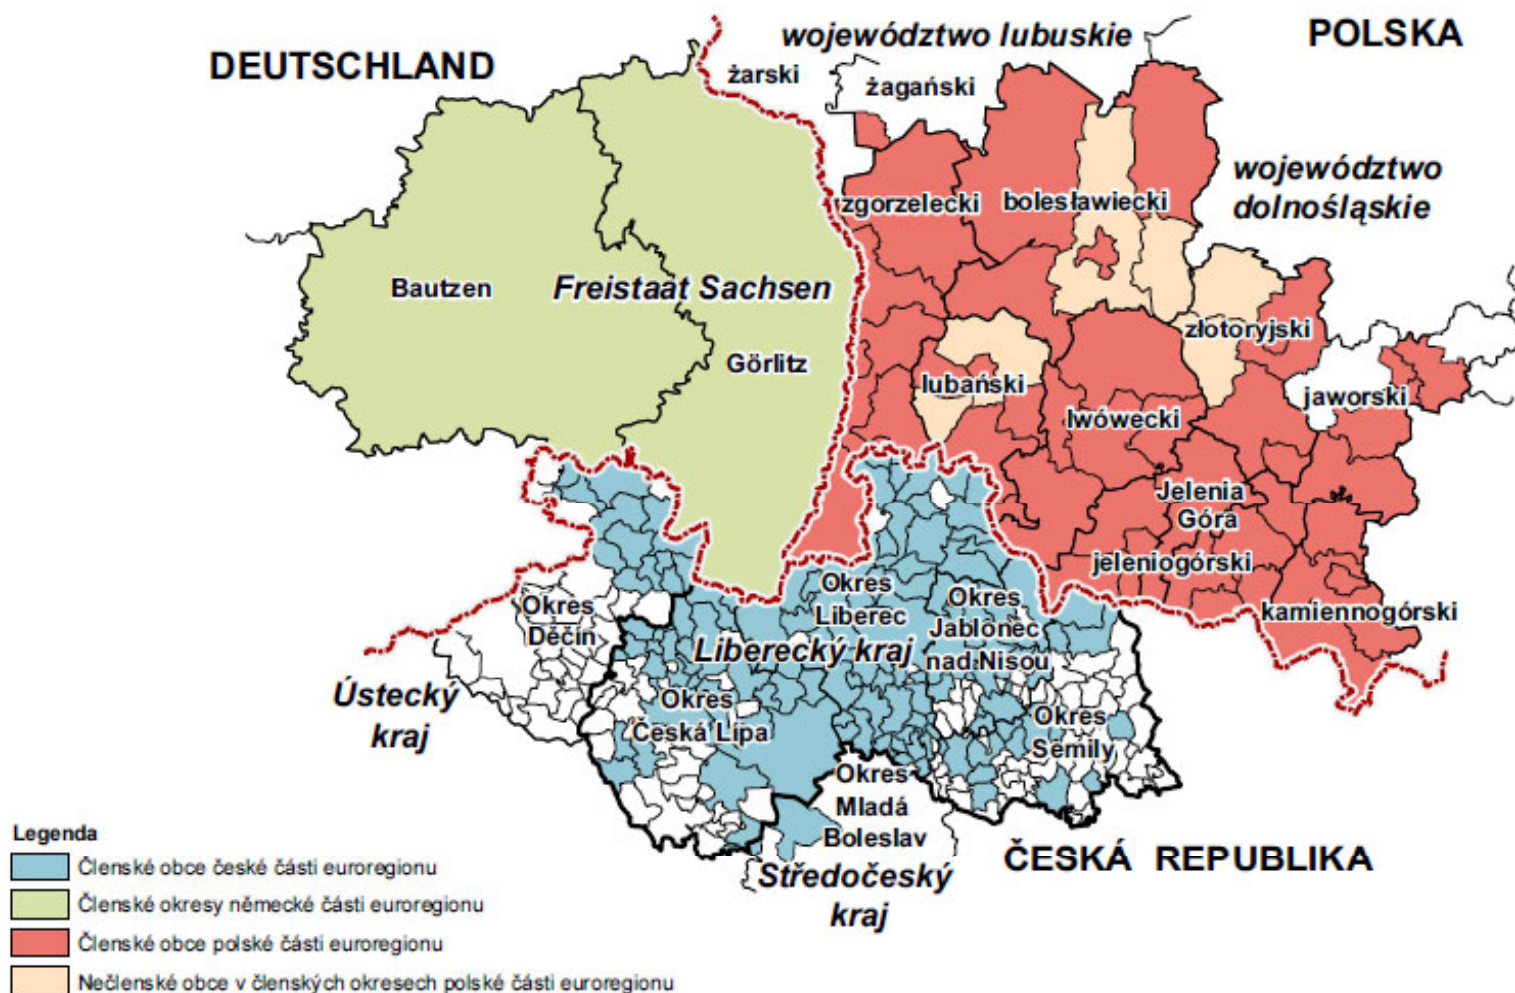 województwo lubuskie
POLSKA
DEUTSCHLAND
żarski
żagański
województwo
dolnośląskie
zgorzelecki
bolesławiecki
Bautzen
Freistaat Sachsen
złotoryjski
Görlitz
lubański
jaworski
lwówecki
Jelenia
Góra
jeleniogórski
Okres
Liberec
Okres
Jablonec
nad Nisou
kamiennogórski
Okres
Děčín
Liberecký kraj
Ústecký
kraj
Okres
Česká Lípa
Okres
Semily
Okres
Mladá
Boleslav
Středočeský
kraj
ČESKÁ REPUBLIKA
Legenda
Členské obce české části euroregionu
Členské okresy německé části euroregionu
Členské obce polské části euroregionu
Nečlenské obce v členských okresech polské části euroregionu